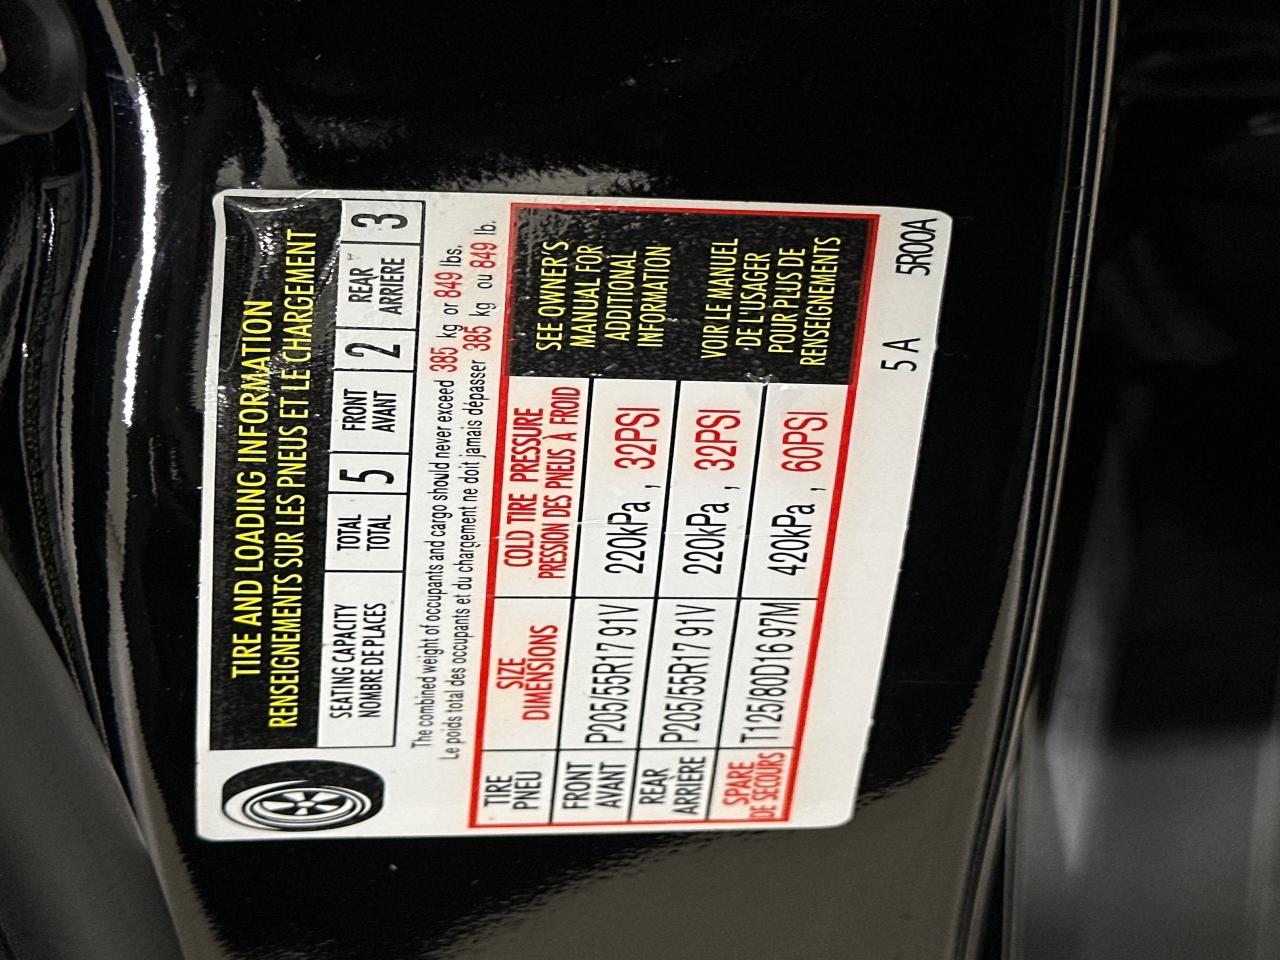 TIRE AND LOADING INFORMATION
RENSEIGNEMENTS SUR LES PNEUS ET LE CHARGEMENT
SEATING CAPACITY TOTAL 5 FRONT 2 REAR 3
NOMBRE DE PLACES TOTAL AVANT ARRIÈRE
The combined weight of occupants and cargo should never exceed 385 kg or 849 lbs.
Le poids total des occupants et du chargement ne doit jamais dépasser 385 kg ou 849 lb.
TIRE SIZE COLD TIRE PRESSURE
PNEU DIMENSIONS PRESSION DES PNEUS À FROID
FRONT
AVANT
P205/55R17 91V 220kPa , 32PSI
REAR
ARRIÈRE
P205/55R17 91V 220kPa , 32PSI
SPARE
DE SECOURS
T125/80D16 97M 420kPa , 60PSI
SEE OWNER'S
MANUAL FOR
ADDITIONAL
INFORMATION
VOIR LE MANUEL
DE L'USAGER
POUR PLUS DE
RENSEIGNEMENTS
5 A 5R00A